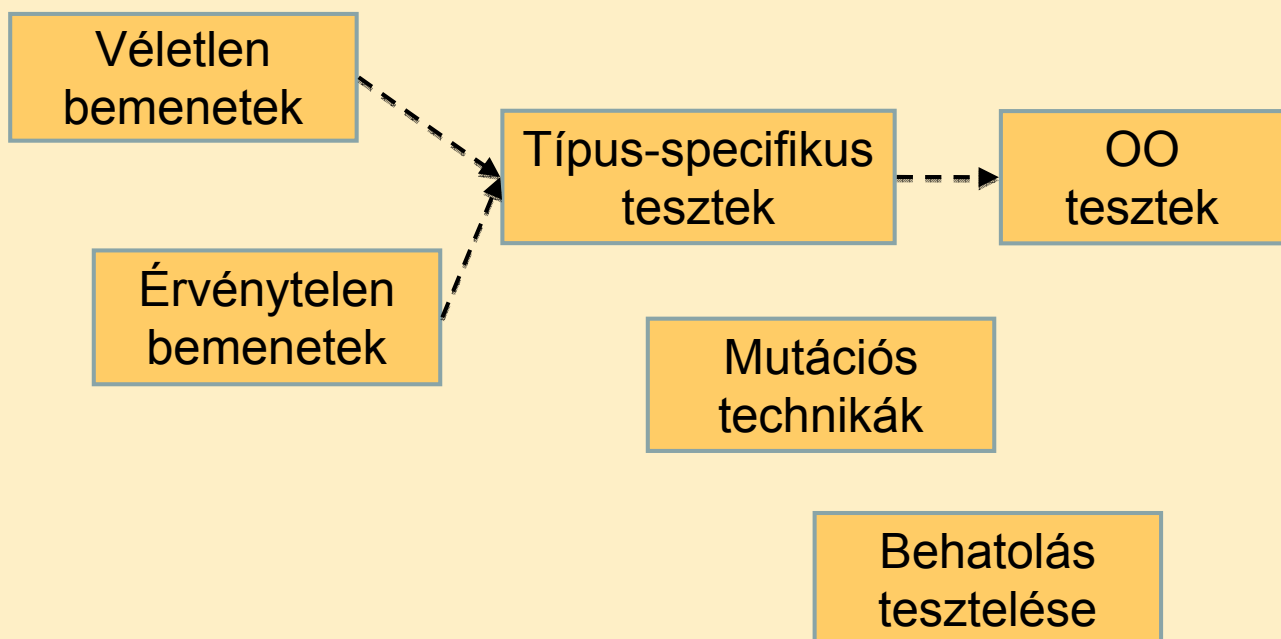 Véletlen
bemenetek
Típus-specifikus
tesztek
OO
tesztek
Érvénytelen
bemenetek
Mutációs
technikák
Behatolás
tesztelése